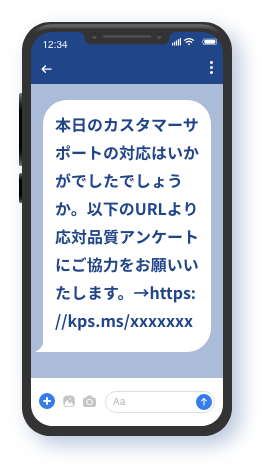 12:34
本日のカスタマーサ
ポートの対応はいか
がでしたでしょう
か。以下のURLより
応対品質アンケート
にご協力をお願いい
たします。→https:
//kps.ms/xxxxxxx
Aa